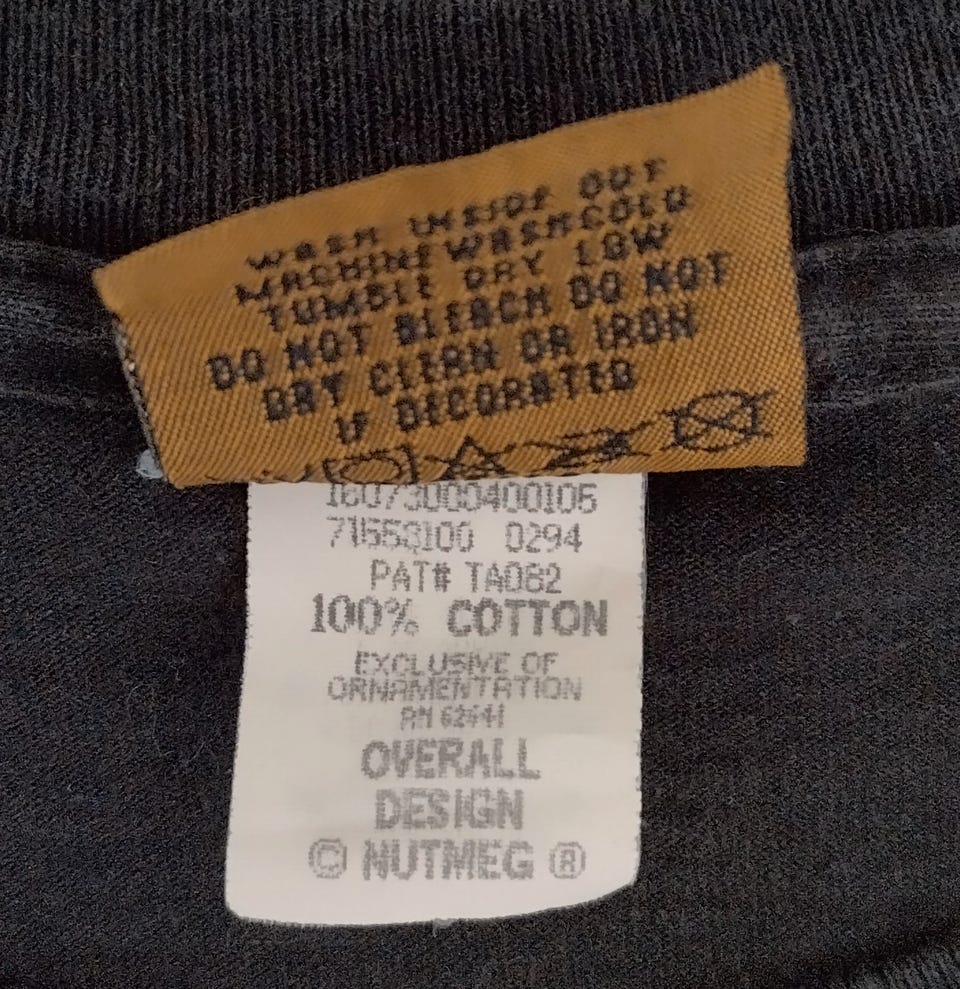 WASH INSIDE OUT
MACHINE WASH COLD
TUMBLE DRY LOW
DO NOT BLEACH DO NOT
DRY CLEAN OR IRON
IF DECORATED
16073000400105
71553100 0294
PAT# TA082
100% COTTON
EXCLUSIVE OF
ORNAMENTATION
RN
OVERALL
DESIGN
© NUTMEG ®